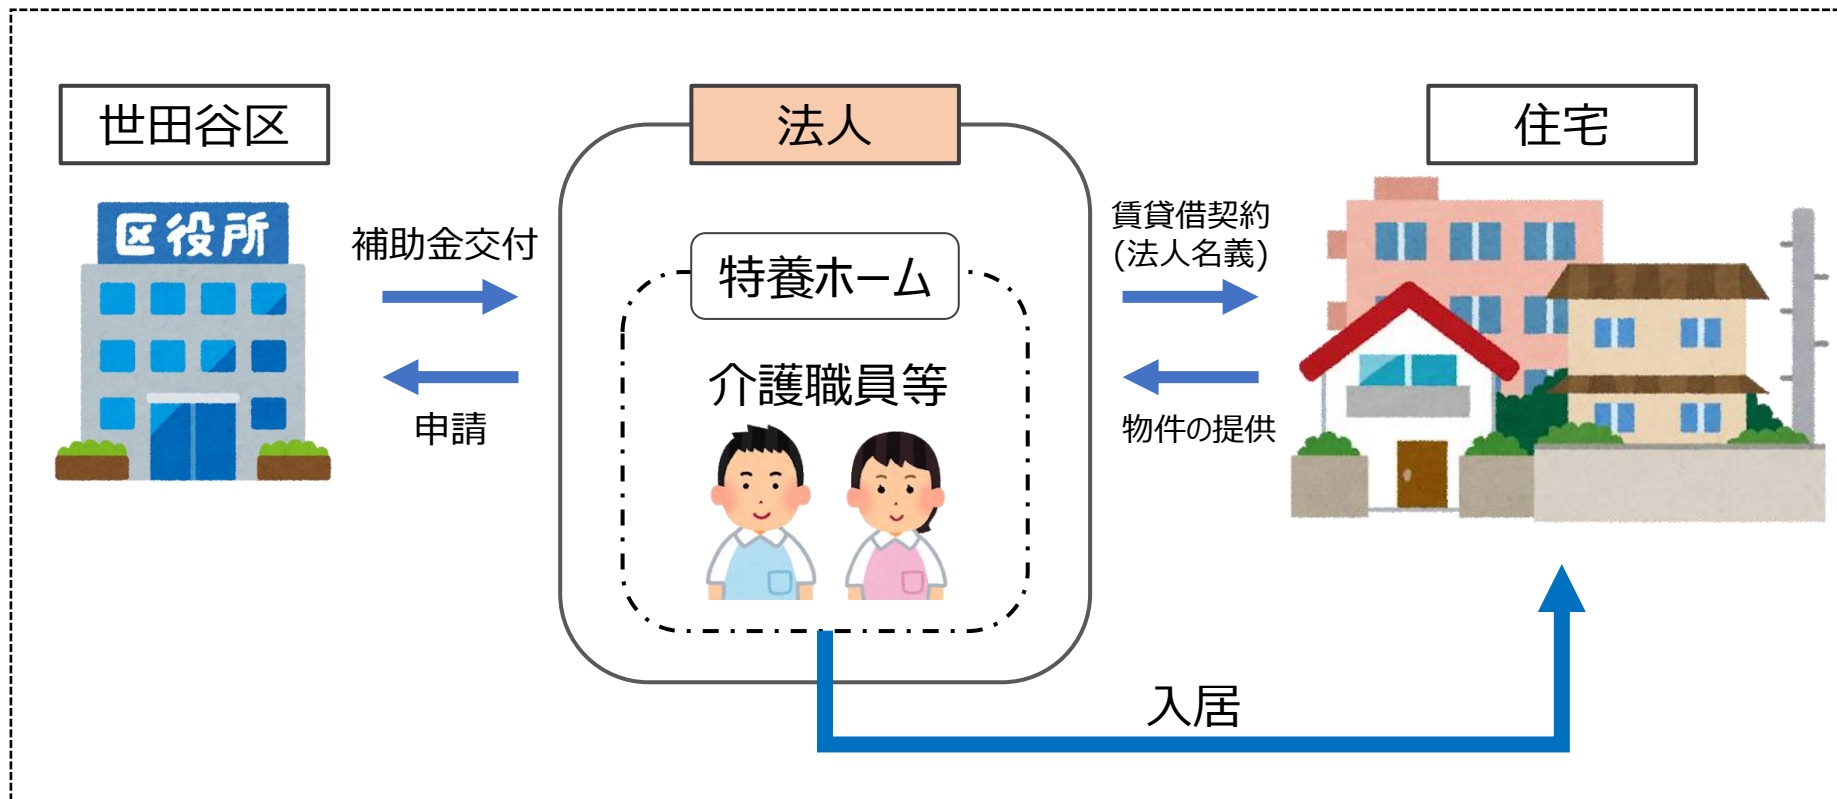 世田谷区
区役所
補助金交付
申請
法人
特養ホーム
介護職員等
賃貸借契約
(法人名義)
物件の提供
住宅
入居